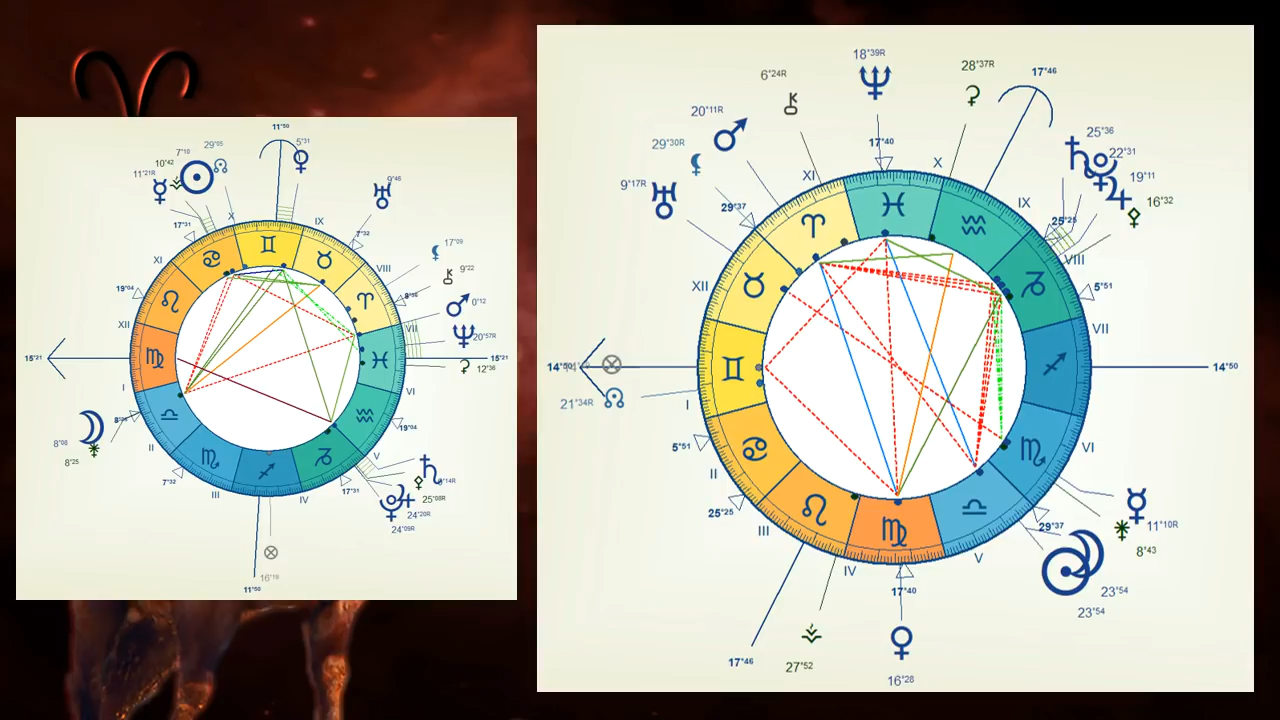 11°50
5°31
29°05
7°10
10°42
11°21R
9°46
X
IX
17°31
7°32
XI
VIII
17°09
9°22
19°04
8°36
0°12
XII
VII
20°57R
15°21
15°21
12°36
I
VI
8°36
19°04
8°08
8°25
II
V
7°32
III
IV
17°31
25°08R
24°20R
24°09R
16°19
11°50
18°39R
28°37R
17°46
6°24R
20°11R
29°30R
9°17R
17°40
X
XI
IX
25°36
22°31
19°11
16°32
29°37
25°25
VIII
XII
5°51
VII
14°50
14°50
21°34R
I
VI
5°51
II
25°25
III
IV
V
29°37
11°10R
8°43
17°40
23°54
23°54
17°46
27°52
16°28